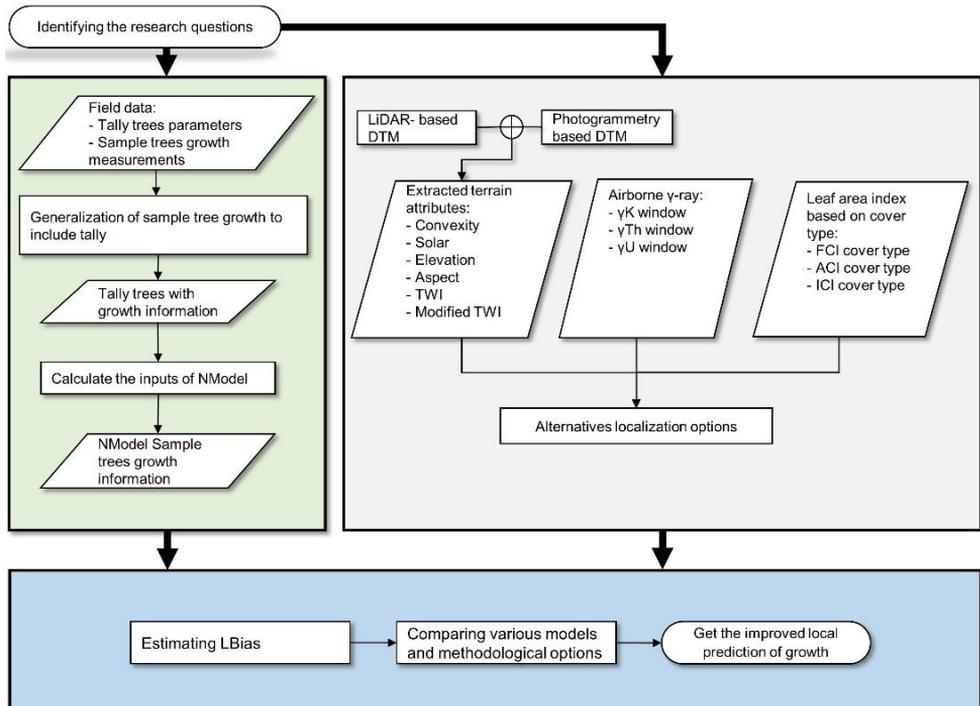 Identifying the research questions
Field data:
- Tally trees parameters
- Sample trees growth
measurements
Generalization of sample tree growth to
include tally
Tally trees with
growth information
Calculate the inputs of NModel
NModel Sample
trees growth
information
LiDAR- based
DTM
Photogrammetry
based DTM
Extracted terrain
attributes:
- Convexity
- Solar
- Elevation
- Aspect
- TWI
- Modified TWI
Airborne γ-ray:
- γK window
- γTh window
- γU window
Leaf area index
based on cover
type:
- FCI cover type
- ACI cover type
- ICI cover type
Alternatives localization options
Estimating LBias
Comparing various models
and methodological options
Get the improved local
prediction of growth